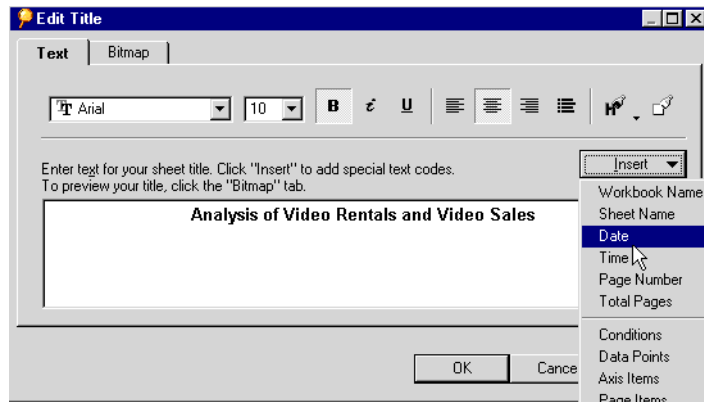 Edit Title
Text Bitmap
Arial 10 B i U
Enter text for your sheet title. Click "Insert" to add special text codes. Insert
To preview your title, click the "Bitmap" tab.
Analysis of Video Rentals and Video Sales
Workbook Name
Sheet Name
Date
Time
Page Number
Total Pages
Conditions
Data Points
Axis Items
Page Items
OK Cance